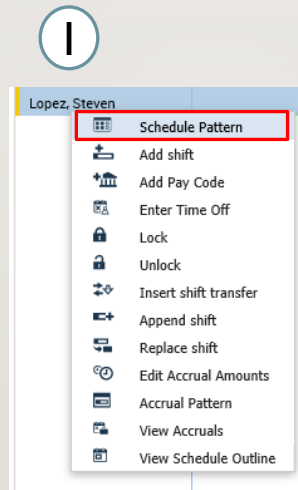 1
Lopez, Steven
Schedule Pattern
Add shift
Add Pay Code
Enter Time Off
Lock
Unlock
Insert shift transfer
Append shift
Replace shift
Edit Accrual Amounts
Accrual Pattern
View Accruals
View Schedule Outline